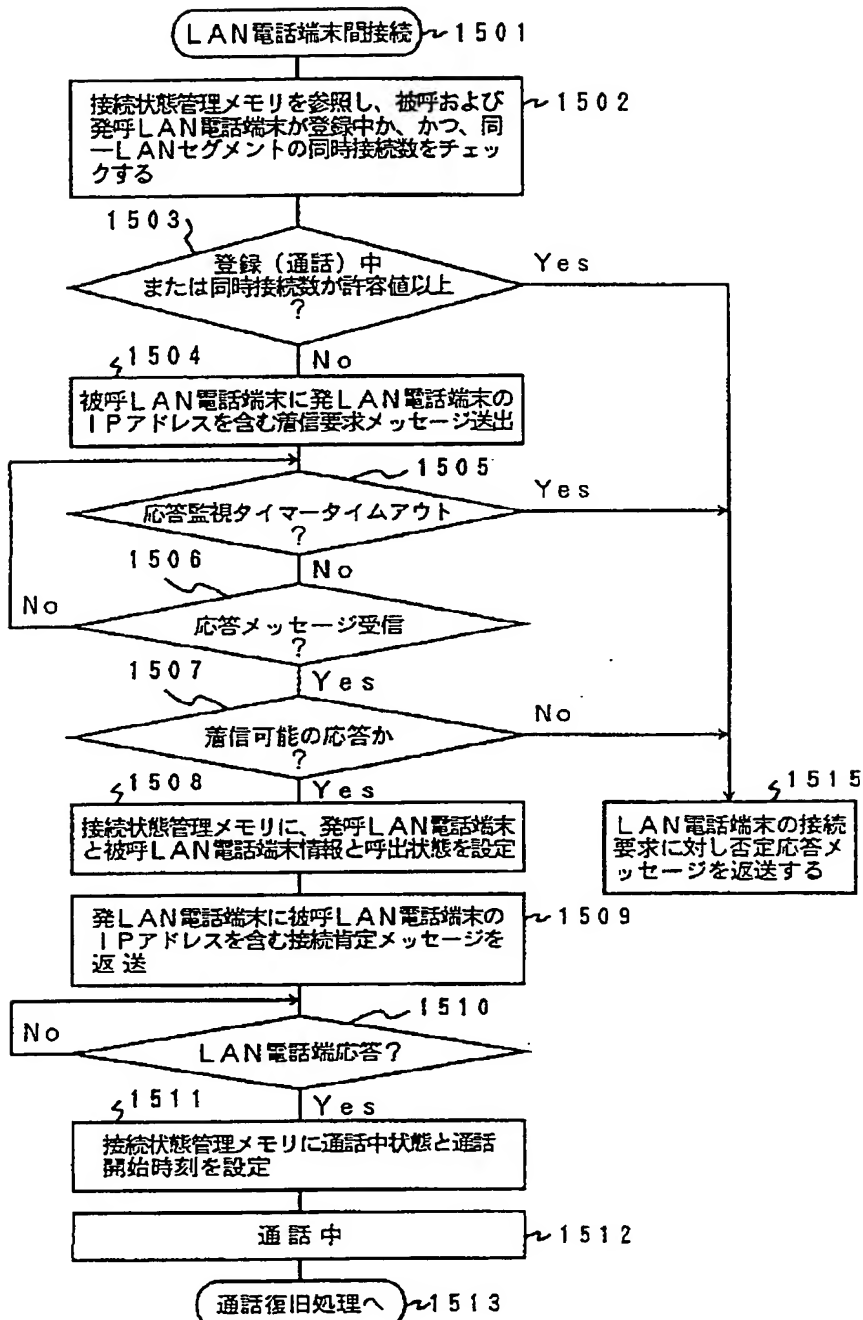 LAN電話端末間接続
1501
接続状態管理メモリを参照し、被呼および
発呼LAN電話端末が登録中か、かつ、同
一LANセグメントの同時接続数をチェッ
クする
1502
1503
登録(通話)中
または同時接続数が許容値以上
?
Yes
No
1504
被呼LAN電話端末に発LAN電話端末の
IPアドレスを含む着信要求メッセージ送出
1505
応答監視タイマータイムアウト
?
Yes
No
1506
応答メッセージ受信
?
No
Yes
1507
着信可能の応答か
?
No
Yes
1508
接続状態管理メモリに、発呼LAN電話端末
と被呼LAN電話端末情報と呼出状態を設定
1515
LAN電話端末の接続
要求に対し否定応答メ
ッセージを返送する
発LAN電話端末に被呼LAN電話端末の
IPアドレスを含む接続肯定メッセージを
返送
1509
1510
LAN電話端応答?
No
Yes
1511
接続状態管理メモリに通話中状態と通話
開始時刻を設定
通話中
1512
通話復旧処理へ
1513